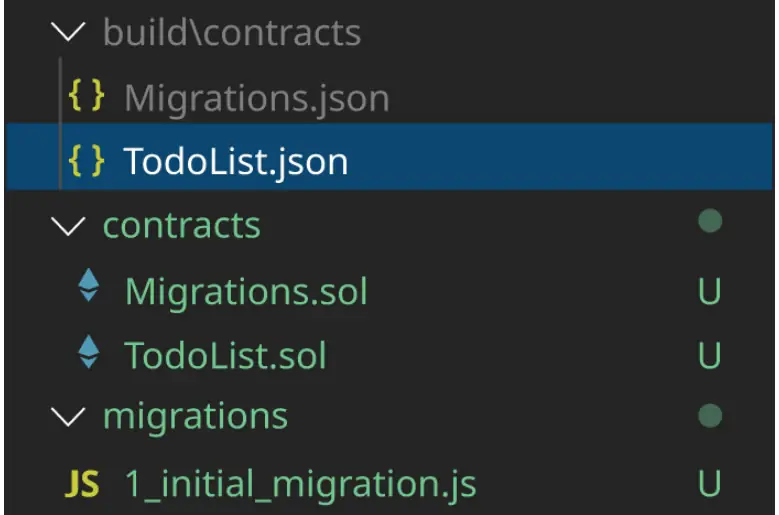 build\contracts
{} Migrations.json
{} TodoList.json
contracts
Migrations.sol U
TodoList.sol U
migrations
JS 1_initial_migration.js U